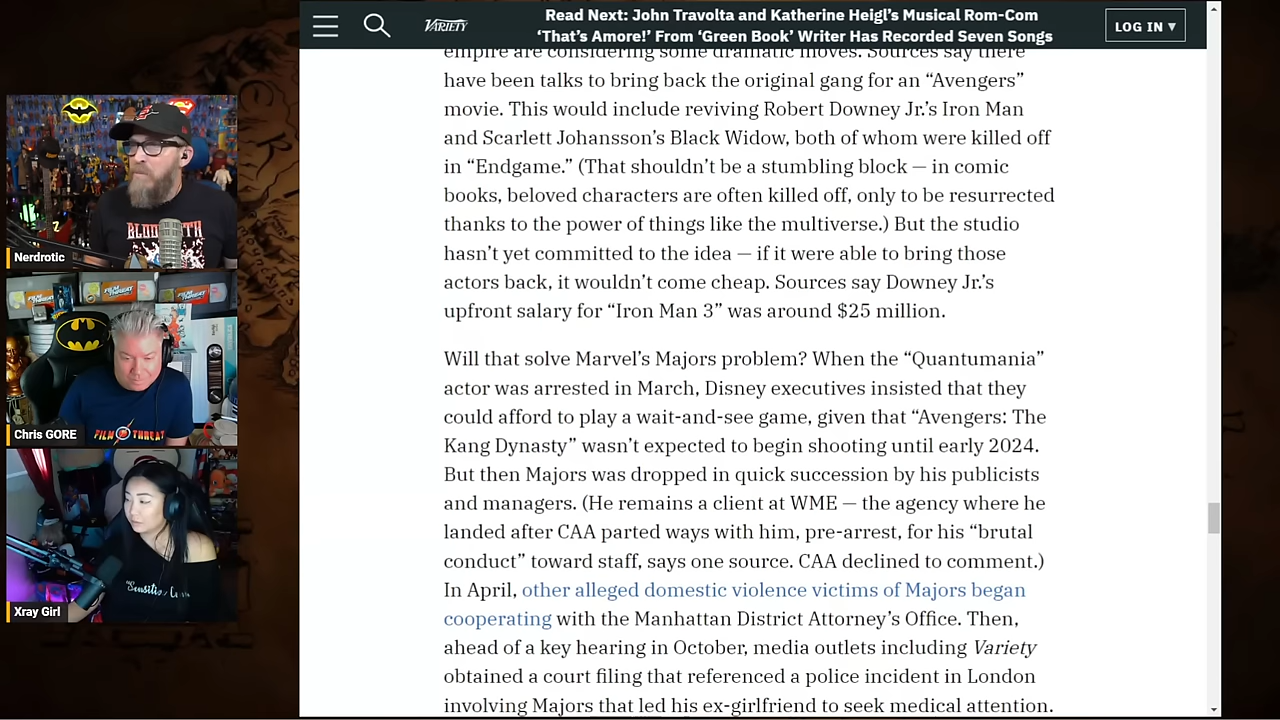 VARIETY
Read Next: John Travolta and Katherine Heigl's Musical Rom-Com
'That's Amore!' From 'Green Book' Writer Has Recorded Seven Songs
LOG IN ▾
empire are considering some dramatic moves. Sources say there
have been talks to bring back the original gang for an “Avengers”
movie. This would include reviving Robert Downey Jr.’s Iron Man
and Scarlett Johansson’s Black Widow, both of whom were killed off
in “Endgame.” (That shouldn’t be a stumbling block — in comic
books, beloved characters are often killed off, only to be resurrected
thanks to the power of things like the multiverse.) But the studio
hasn’t yet committed to the idea — if it were able to bring those
actors back, it wouldn’t come cheap. Sources say Downey Jr.’s
upfront salary for “Iron Man 3” was around $25 million.
Will that solve Marvel’s Majors problem? When the “Quantumania”
actor was arrested in March, Disney executives insisted that they
could afford to play a wait-and-see game, given that “Avengers: The
Kang Dynasty” wasn’t expected to begin shooting until early 2024.
But then Majors was dropped in quick succession by his publicists
and managers. (He remains a client at WME — the agency where he
landed after CAA parted ways with him, pre-arrest, for his “brutal
conduct” toward staff, says one source. CAA declined to comment.)
In April, other alleged domestic violence victims of Majors began
cooperating with the Manhattan District Attorney’s Office. Then,
ahead of a key hearing in October, media outlets including Variety
obtained a court filing that referenced a police incident in London
involving Majors that led his ex-girlfriend to seek medical attention.
Nerdrotic
FILM THREAT
Chris GORE
Xray Girl